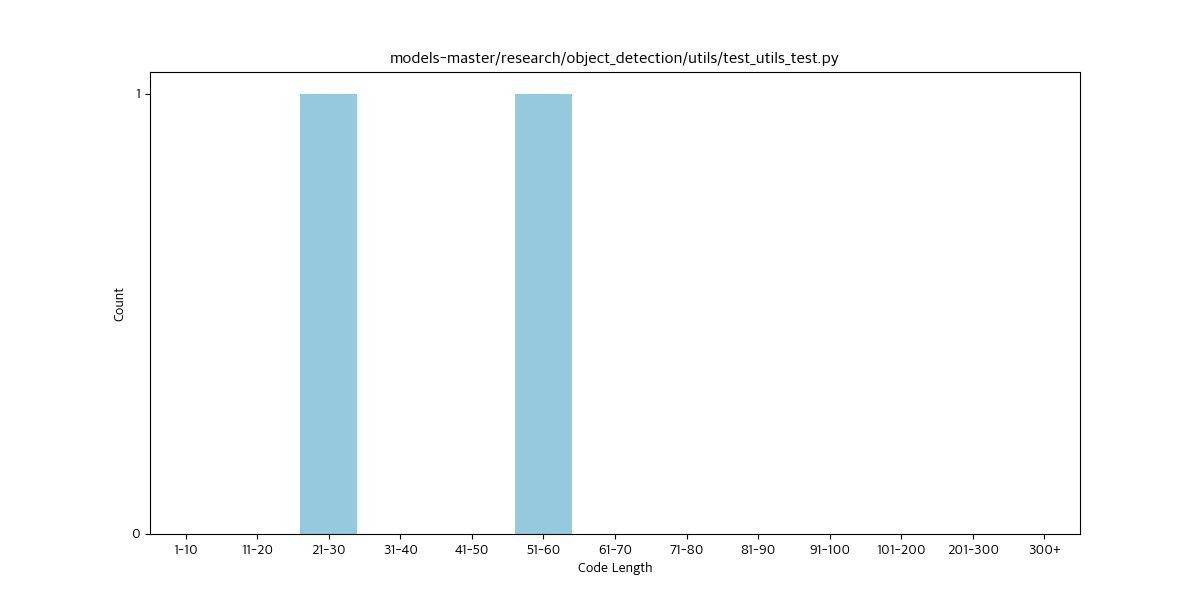 models-master/research/object_detection/utils/test_utils_test.py
1
Count
0
1-10 11-20 21-30 31-40 41-50 51-60 61-70 71-80 81-90 91-100 101-200 201-300 300+
Code Length